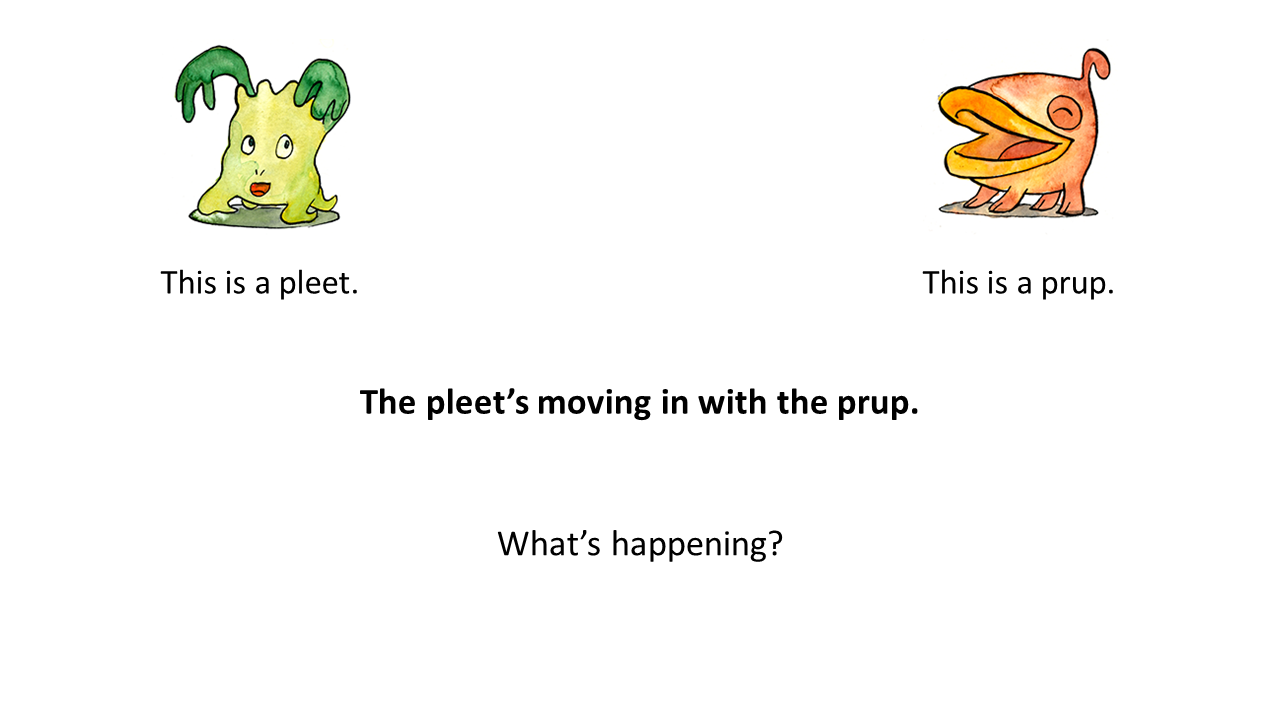 This is a pleet.
This is a prup.
The pleet’s moving in with the prup.
What’s happening?